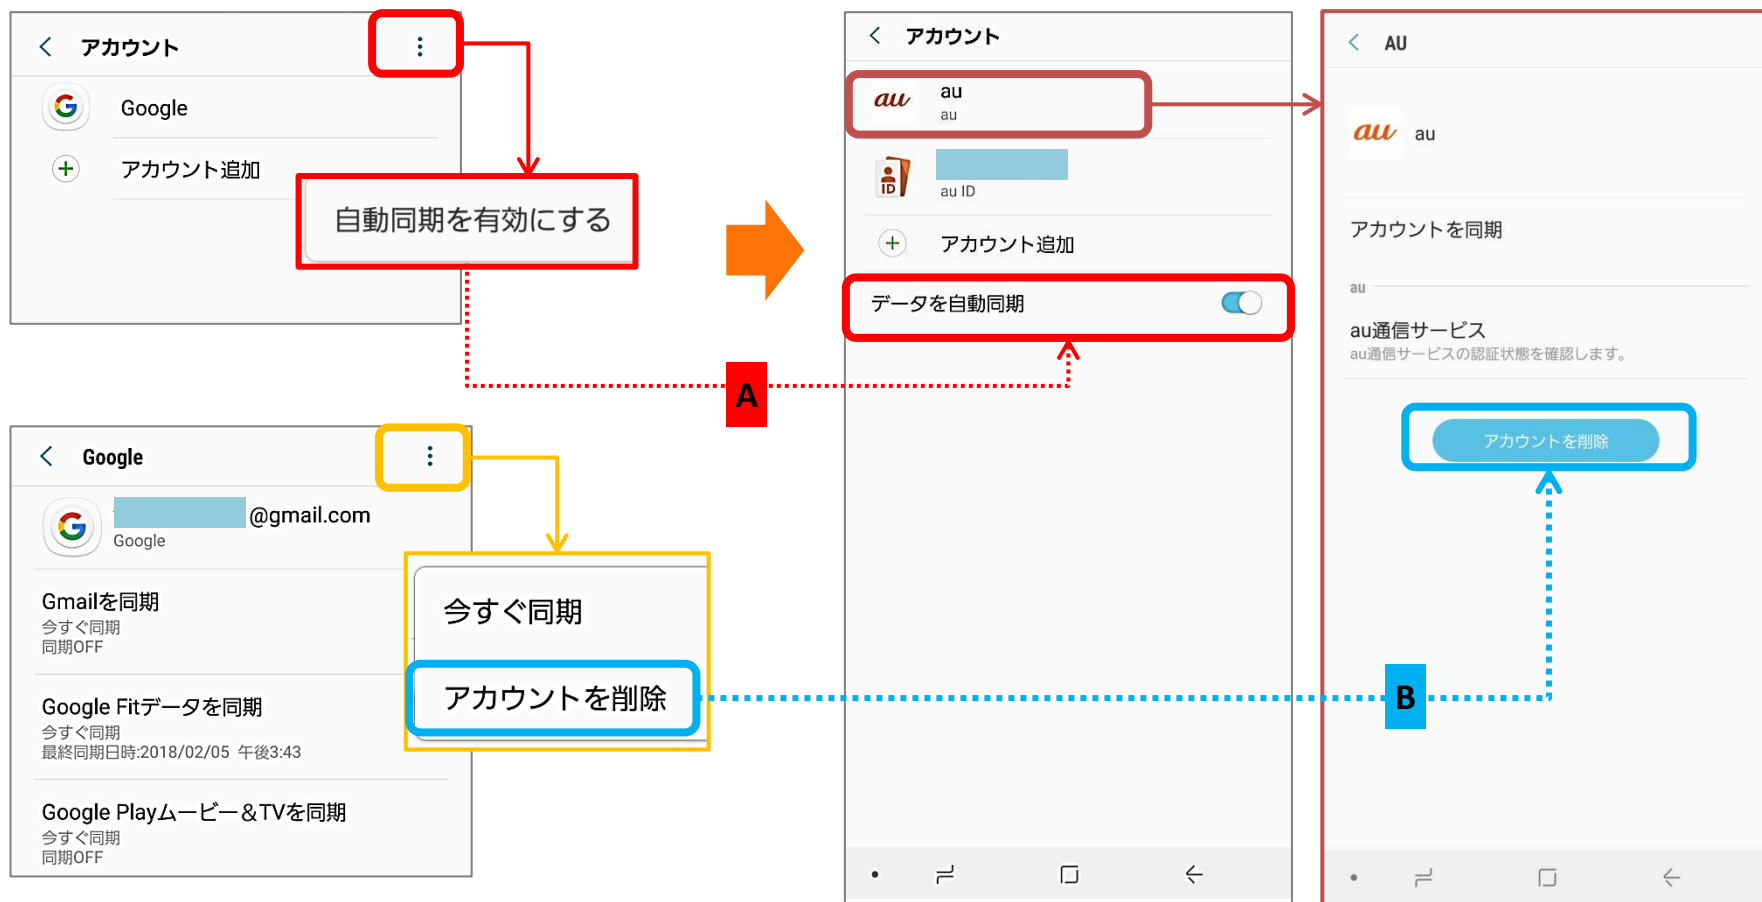 アカウント
Google
アカウント追加
自動同期を有効にする
Google
@gmail.com
Google
Gmailを同期
今すぐ同期
同期OFF
Google Fitデータを同期
今すぐ同期
最終同期日時:2018/02/05 午後3:43
Google Playムービー＆TVを同期
今すぐ同期
同期OFF
今すぐ同期
アカウントを削除
A
アカウント
au
au
au
ID
au ID
アカウント追加
データを自動同期
B
AU
au
au
アカウントを同期
au
au通信サービス
au通信サービスの認証状態を確認します。
アカウントを削除